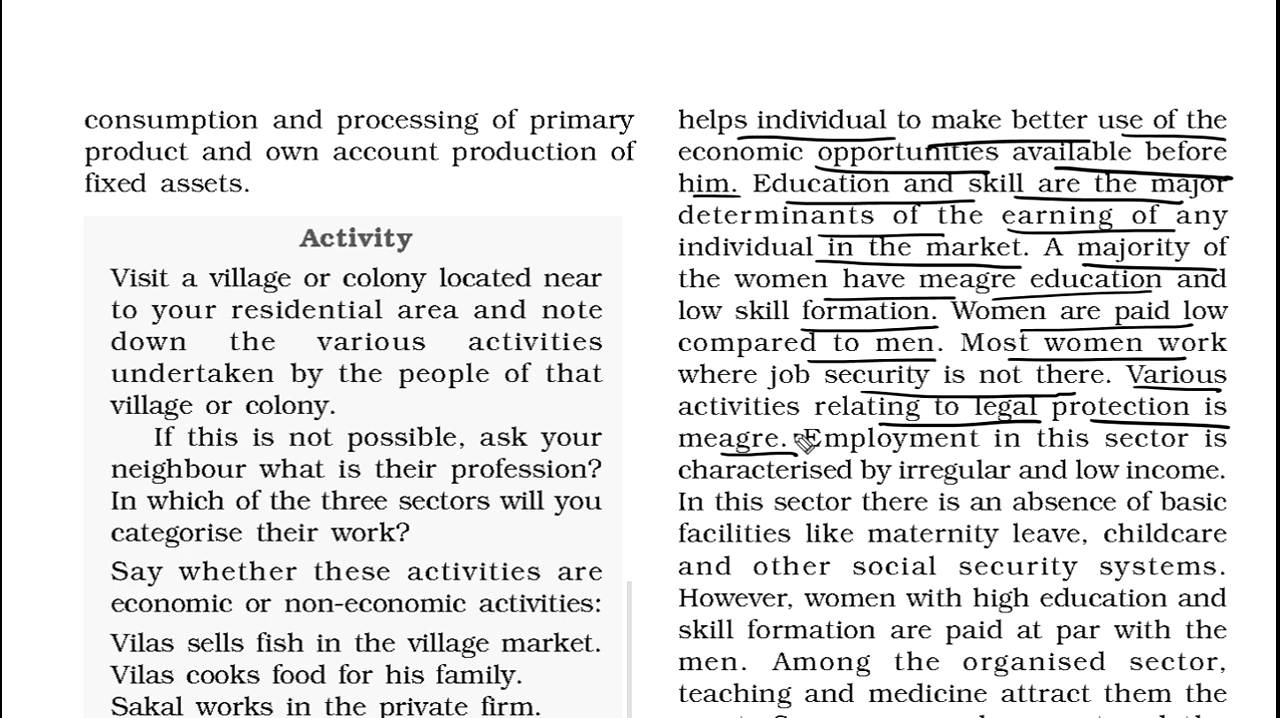 consumption and processing of primary
product and own account production of
fixed assets.
Activity
Visit a village or colony located near
to your residential area and note
down the various activities
undertaken by the people of that
village or colony.
If this is not possible, ask your
neighbour what is their profession?
In which of the three sectors will you
categorise their work?
Say whether these activities are
economic or non-economic activities:
Vilas sells fish in the village market.
Vilas cooks food for his family.
Sakal works in the private firm.
helps individual to make better use of the
economic opportunities available before
him. Education and skill are the major
determinants of the earning of any
individual in the market. A majority of
the women have meagre education and
low skill formation. Women are paid low
compared to men. Most women work
where job security is not there. Various
activities relating to legal protection is
meagre. Employment in this sector is
characterised by irregular and low income.
In this sector there is an absence of basic
facilities like maternity leave, childcare
and other social security systems.
However, women with high education and
skill formation are paid at par with the
men. Among the organised sector,
teaching and medicine attract them the